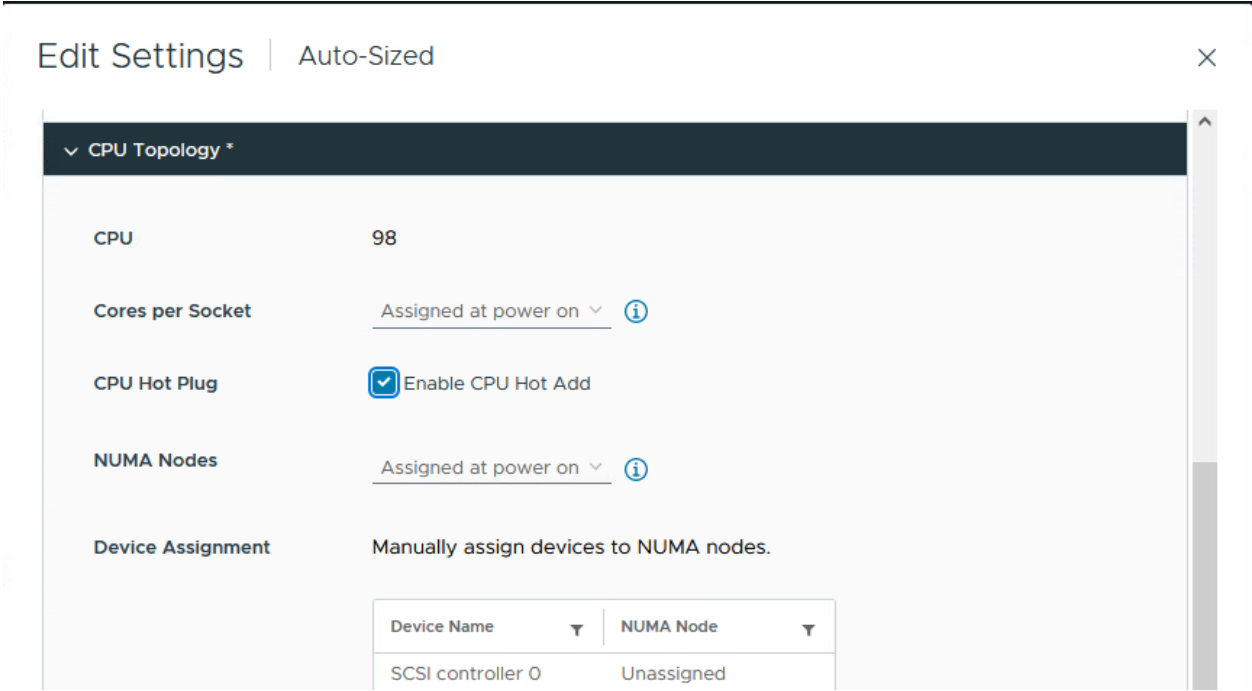 Edit Settings | Auto-Sized
CPU Topology *
CPU 98
Cores per Socket Assigned at power on
CPU Hot Plug Enable CPU Hot Add
NUMA Nodes Assigned at power on
Device Assignment Manually assign devices to NUMA nodes.
Device Name NUMA Node
SCSI controller 0 Unassigned